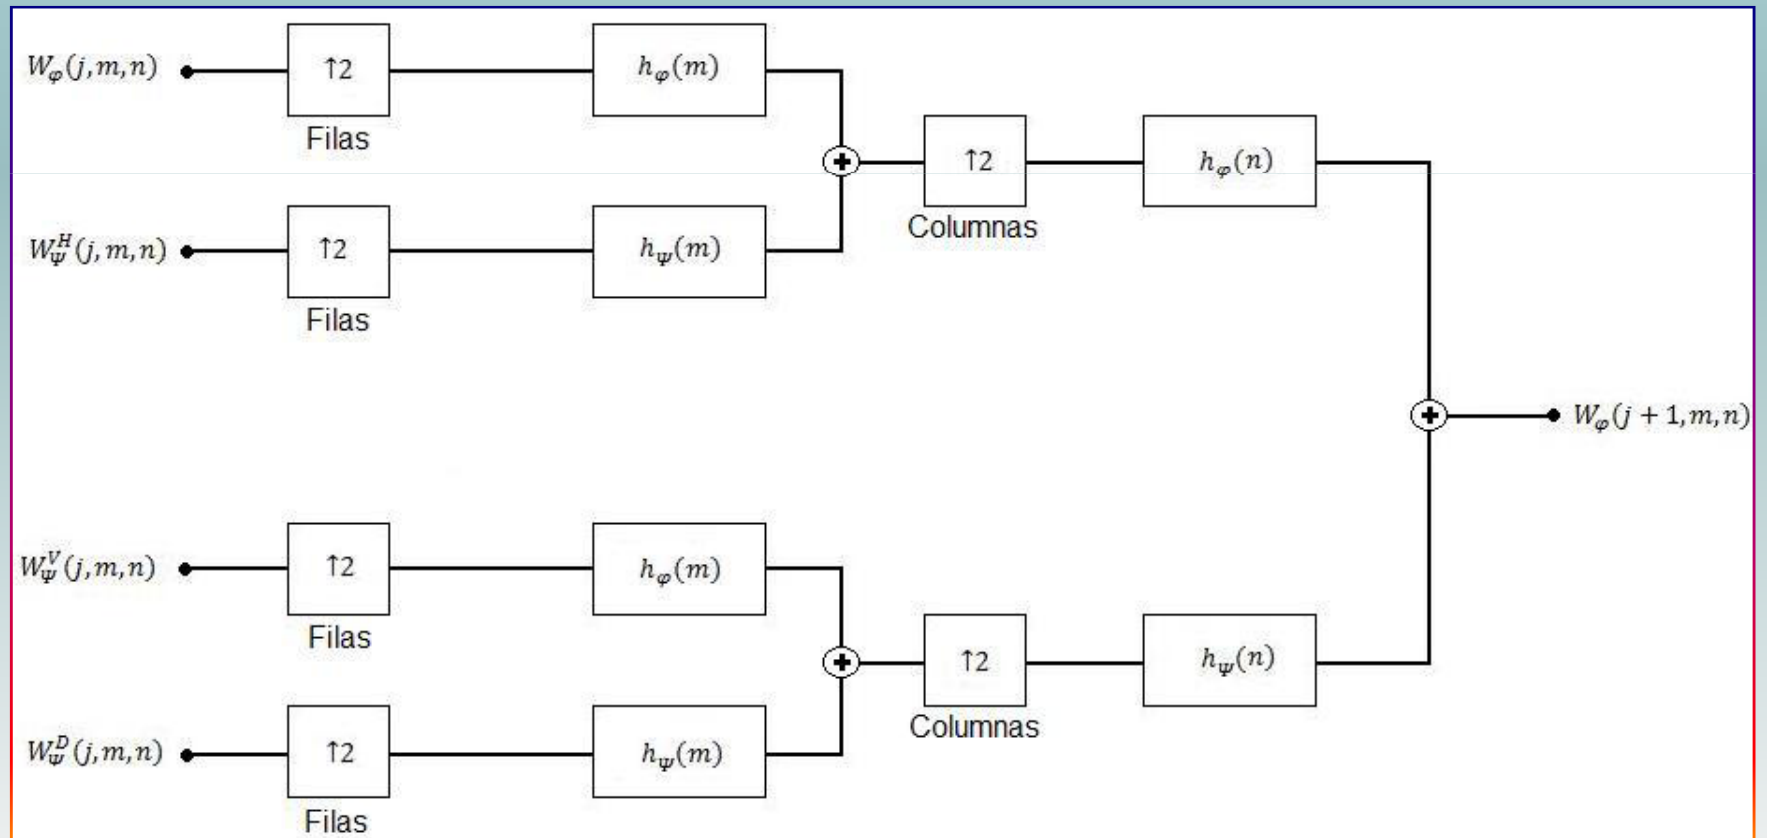 W_φ(j,m,n)
↑2
h_φ(m)
Filas
↑2
h_φ(n)
Columnas
W_Ψ^H(j,m,n)
↑2
h_Ψ(m)
Filas
W_φ(j + 1,m,n)
W_Ψ^V(j,m,n)
↑2
h_φ(m)
Filas
↑2
h_Ψ(n)
Columnas
W_Ψ^D(j,m,n)
↑2
h_Ψ(m)
Filas